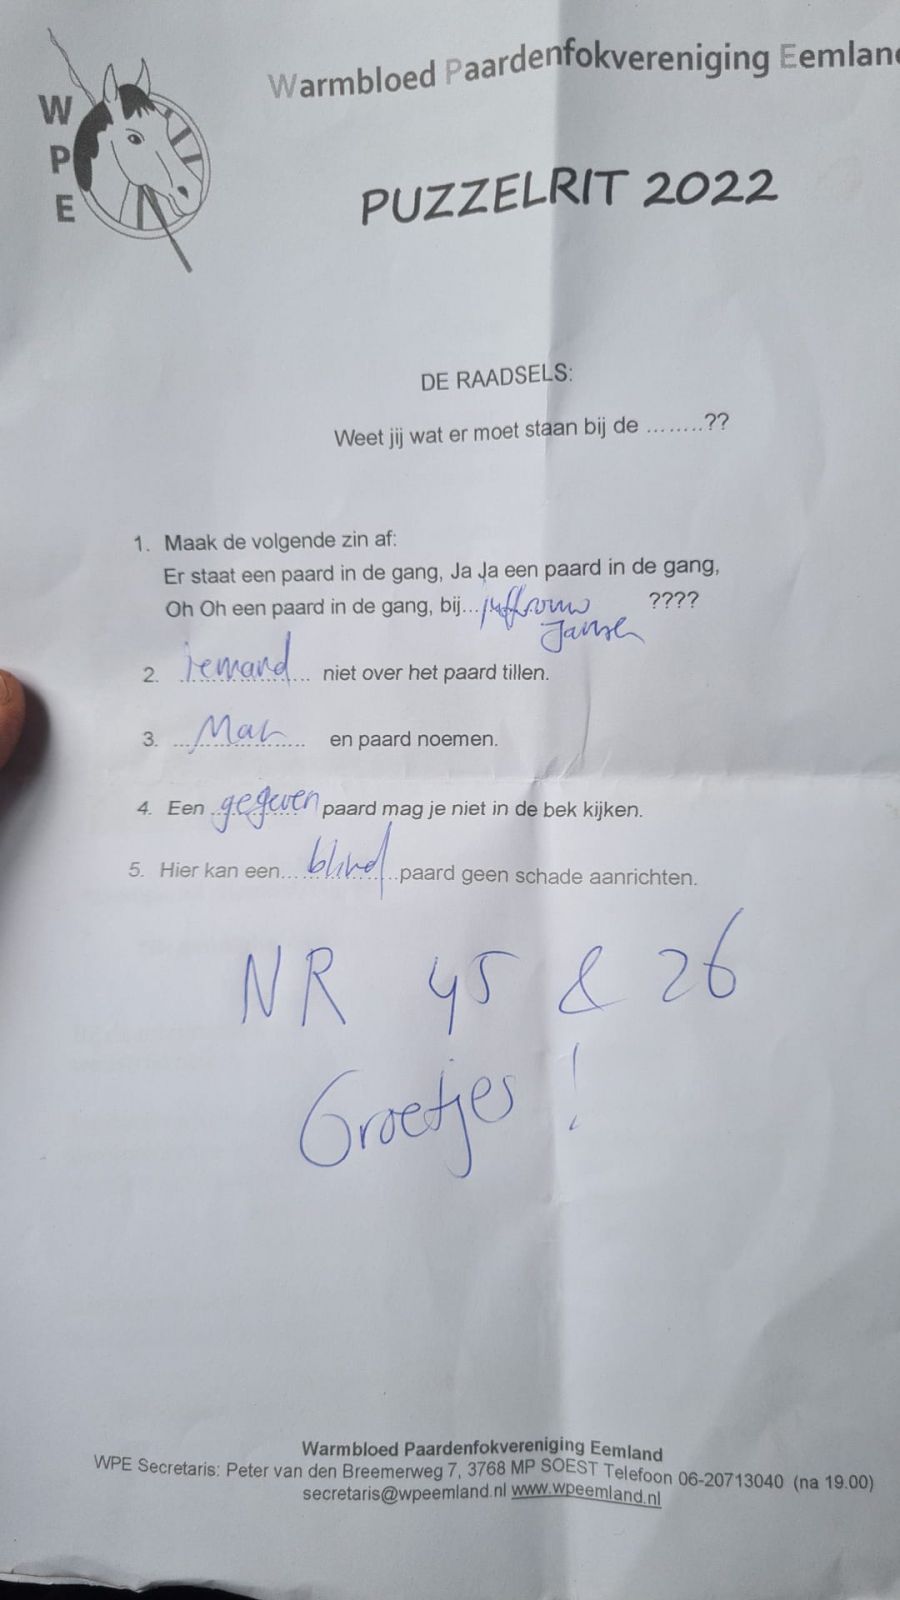 W
P
E
Warmbloed Paardenfokvereniging Eemland
PUZZELRIT 2022
DE RAADSELS:
Weet jij wat er moet staan bij de ........??
1. Maak de volgende zin af:
Er staat een paard in de gang, Ja Ja een paard in de gang,
Oh Oh een paard in de gang, bij... juffrouw ????
Jansen
2. iemand niet over het paard tillen.
3. Man en paard noemen.
4. Een gegeven paard mag je niet in de bek kijken.
5. Hier kan een... blind ..paard geen schade aanrichten.
NR 45 & 26
Groetjes !
Warmbloed Paardenfokvereniging Eemland
WPE Secretaris: Peter van den Breemerweg 7, 3768 MP SOEST Telefoon 06-20713040 (na 19.00)
secretaris@wpeemland.nl www.wpeemland.nl